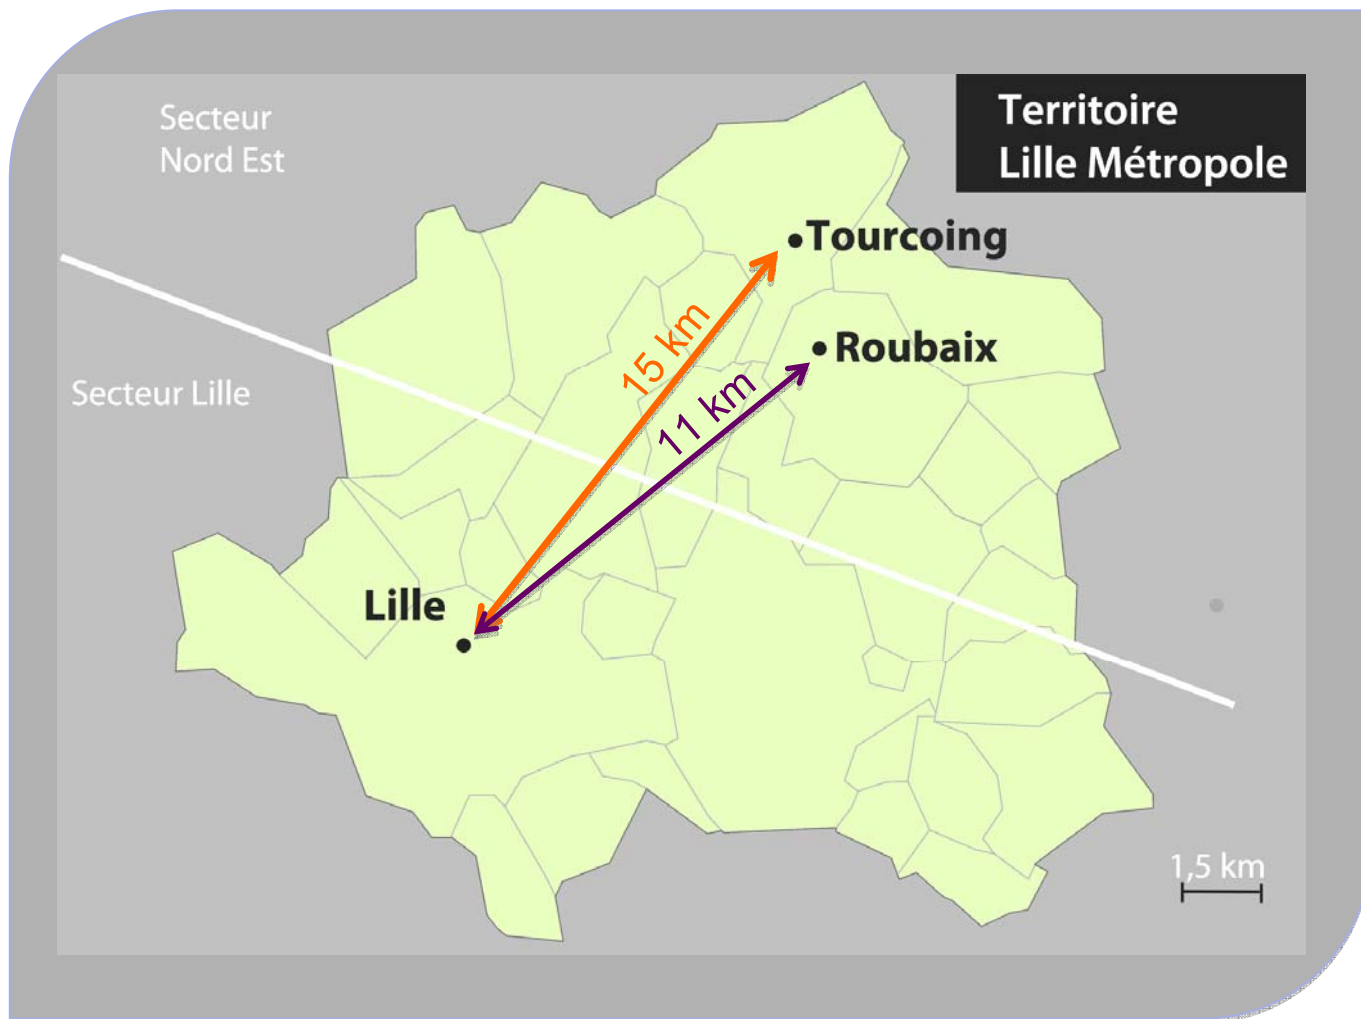 Secteur
Nord Est
Territoire
Lille Métropole
Tourcoing
15 km
Roubaix
Secteur Lille
11 km
Lille
1,5 km